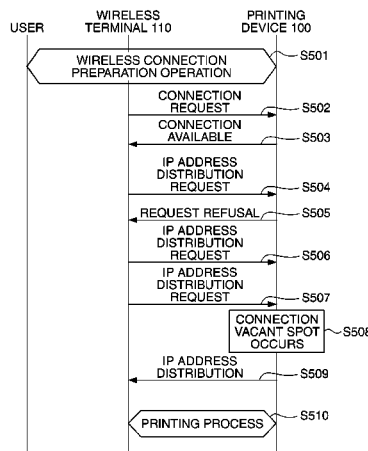 USER
WIRELESS
TERMINAL 110
PRINTING
DEVICE 100
WIRELESS CONNECTION
PREPARATION OPERATION
S501
CONNECTION
REQUEST
S502
CONNECTION
AVAILABLE
S503
IP ADDRESS
DISTRIBUTION
REQUEST
S504
REQUEST REFUSAL
S505
IP ADDRESS
DISTRIBUTION
REQUEST
S506
IP ADDRESS
DISTRIBUTION
REQUEST
S507
CONNECTION
VACANT SPOT
OCCURS
S508
IP ADDRESS
DISTRIBUTION
S509
PRINTING PROCESS
S510